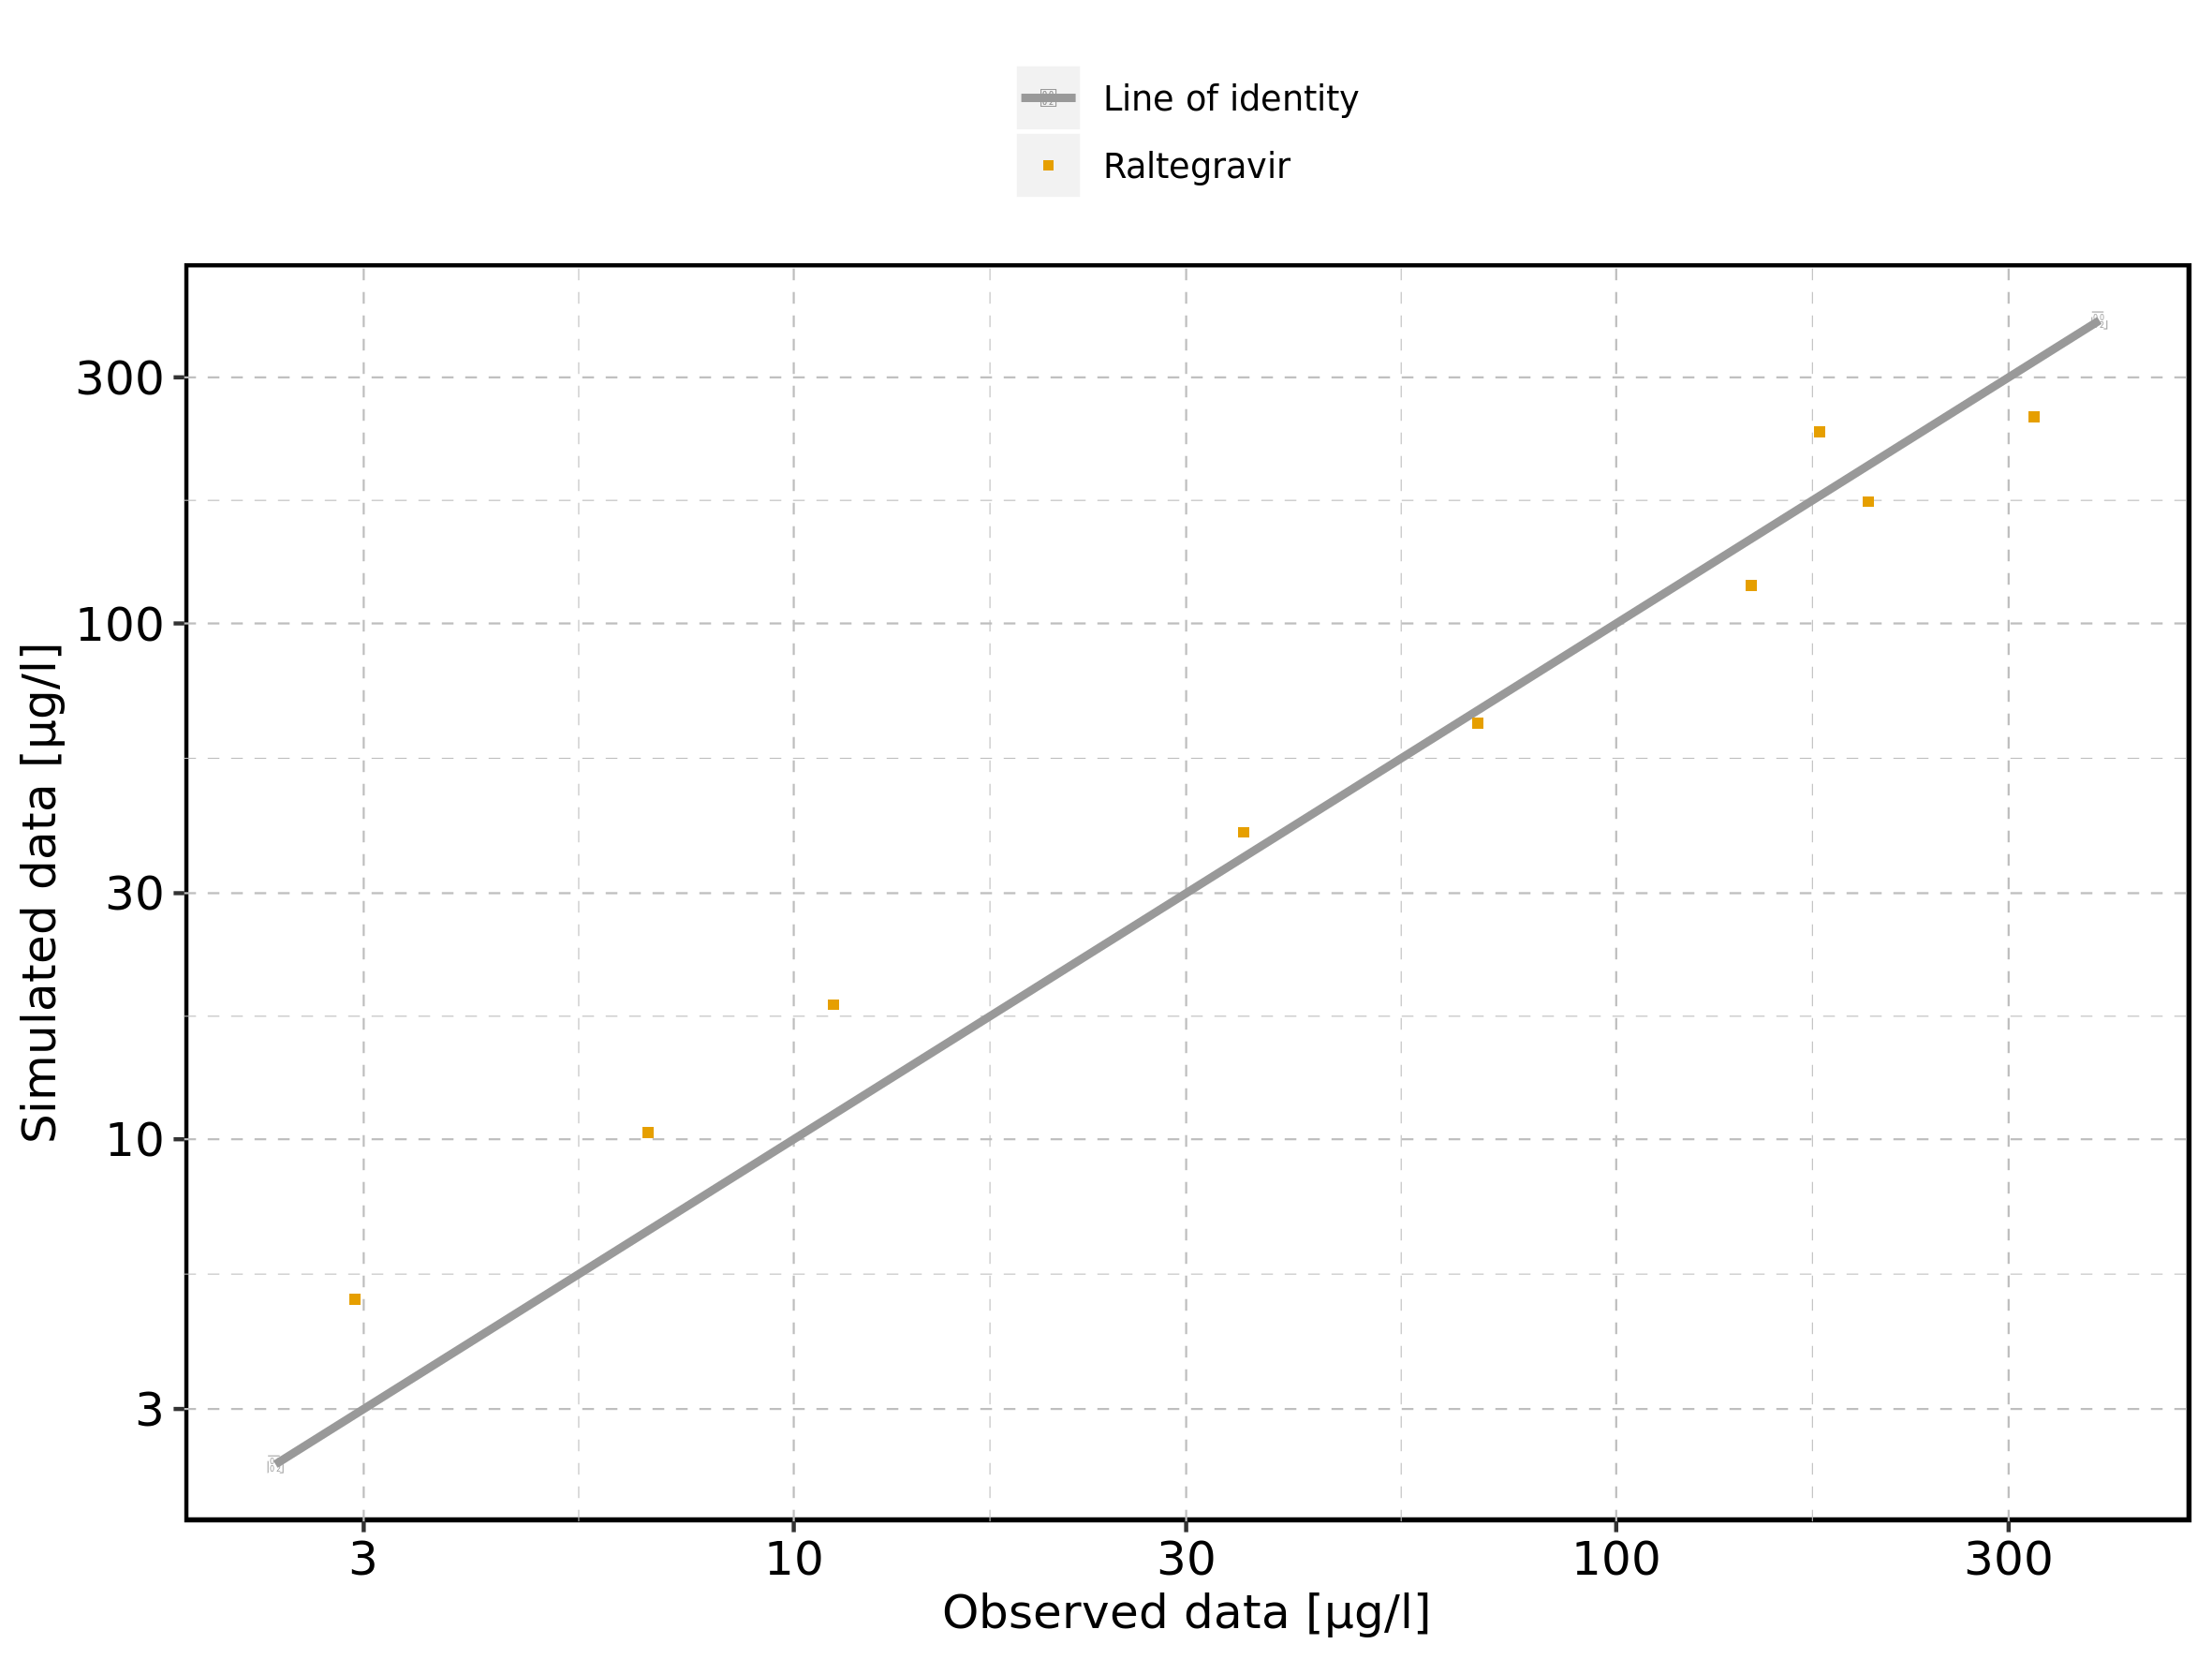 Line of identity
Raltegravir
300
100
30
10
3
Simulated data [µg/l]
3 10 30 100 300
Observed data [µg/l]